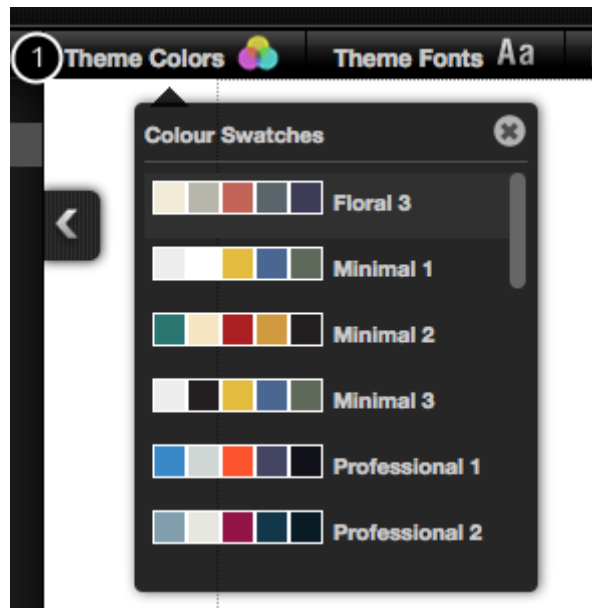 1 Theme Colors Theme Fonts Aa
Colour Swatches
Floral 3
Minimal 1
Minimal 2
Minimal 3
Professional 1
Professional 2